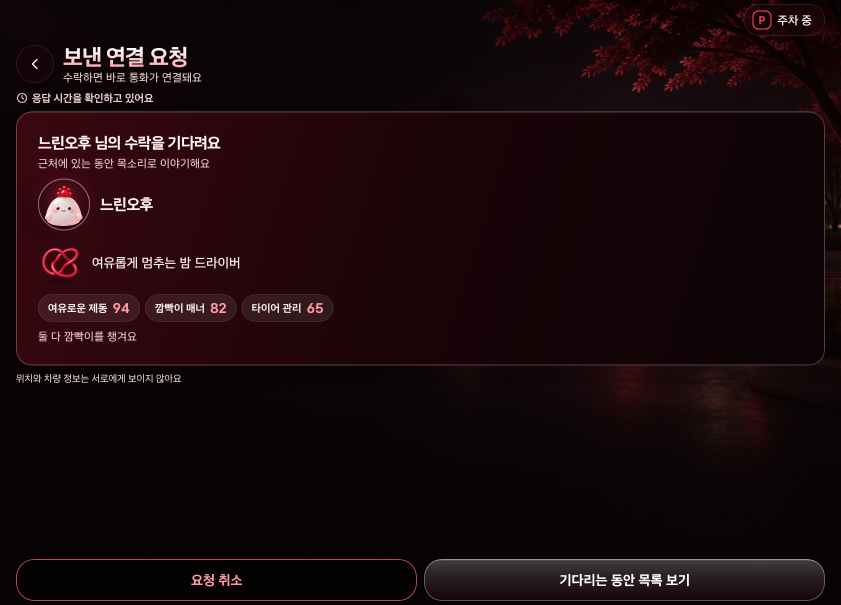 P 주차 중
보낸 연결 요청
수락하면 바로 통화가 연결돼요
응답 시간을 확인하고 있어요
느린오후 님의 수락을 기다려요
근처에 있는 동안 목소리로 이야기해요
느린오후
여유롭게 멈추는 밤 드라이버
여유로운 제동 94 깜빡이 매너 82 타이어 관리 65
둘 다 깜빡이를 챙겨요
위치와 차량 정보는 서로에게 보이지 않아요
요청 취소 기다리는 동안 목록 보기